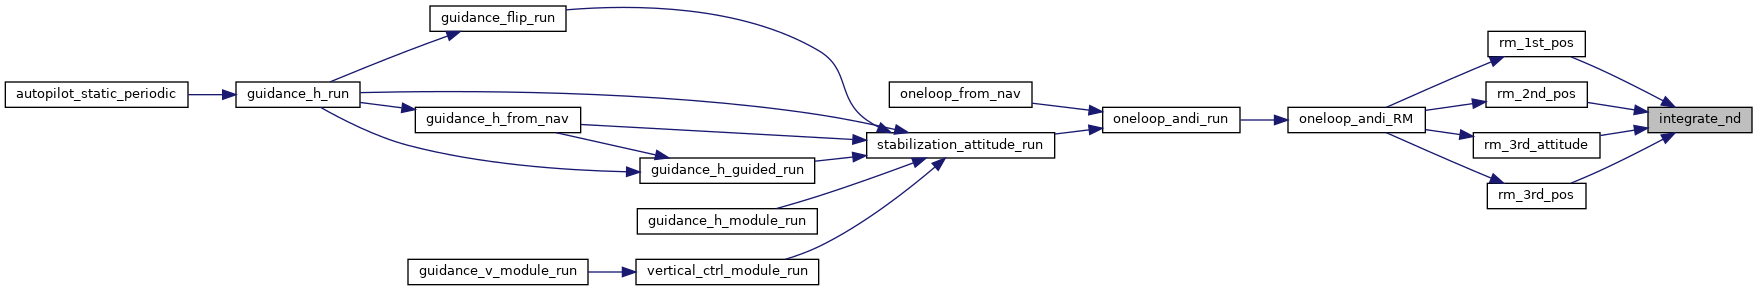 guidance_flip_run
autopilot_static_periodic
guidance_h_run
guidance_h_from_nav
guidance_h_guided_run
guidance_h_module_run
guidance_v_module_run
vertical_ctrl_module_run
stabilization_attitude_run
oneloop_from_nav
oneloop_andi_run
oneloop_andi_RM
rm_1st_pos
rm_2nd_pos
rm_3rd_attitude
rm_3rd_pos
integrate_nd